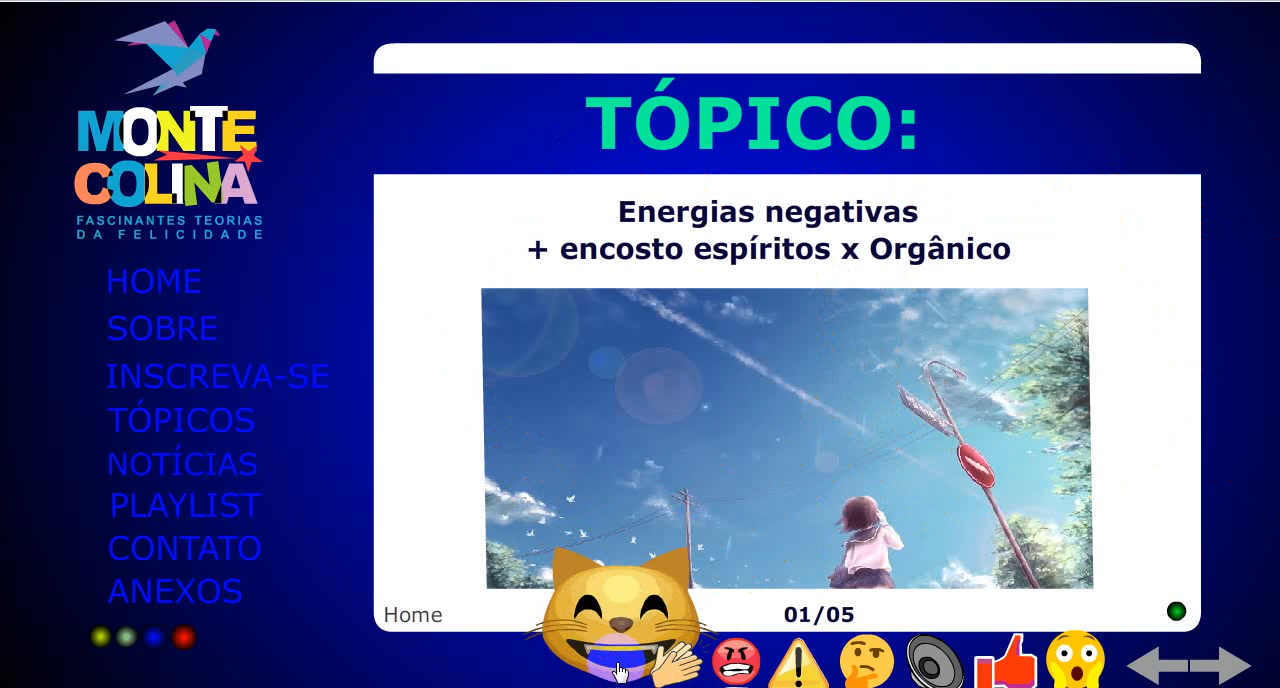 MONTE
COLINA
FASCINANTES TEORIAS
DA FELICIDADE
HOME
SOBRE
INSCREVA-SE
TÓPICOS
NOTÍCIAS
PLAYLIST
CONTATO
ANEXOS
TÓPICO:
Energias negativas
+ encosto espíritos x Orgânico
Home
01/05